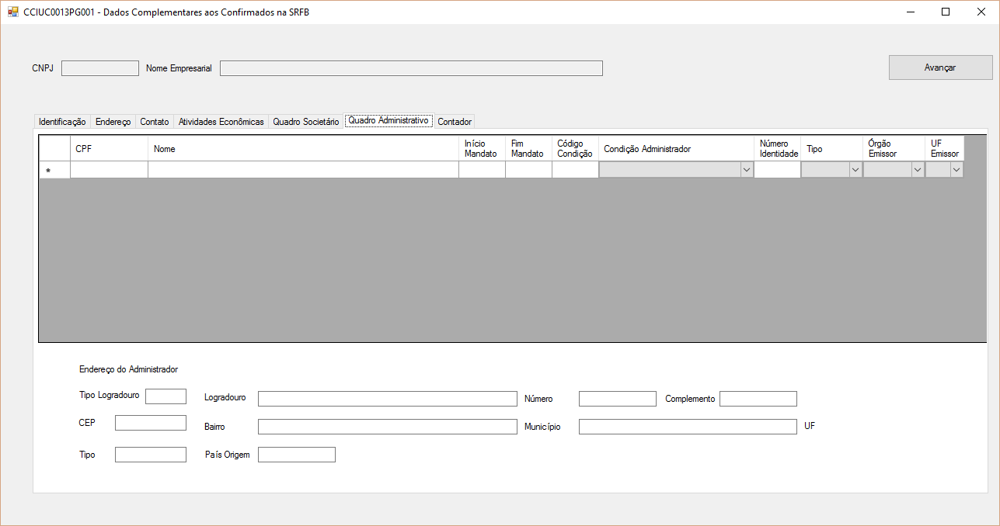 CCIUC0013PG001 - Dados Complementares aos Confirmados na SRFB
CNPJ Nome Empresarial Avançar
Identificação Endereço Contato Atividades Econômicas Quadro Societário Quadro Administrativo Contador
CPF Nome Início Mandato Fim Mandato Código Condição Condição Administrador Número Identidade Tipo Órgão Emissor UF Emissor
*
Endereço do Administrador
Tipo Logradouro Logradouro Número Complemento
CEP Bairro Município UF
Tipo País Origem